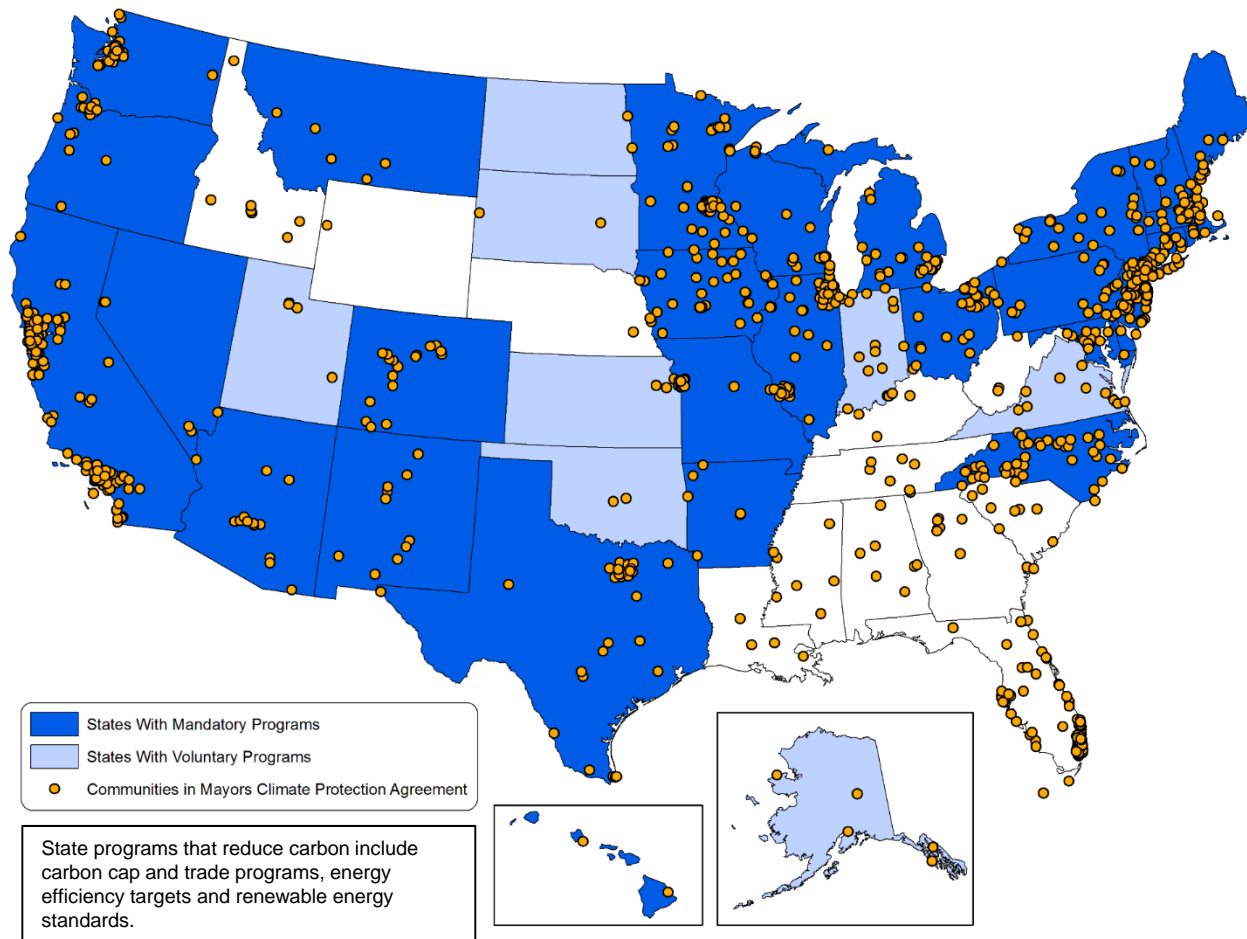 States With Mandatory Programs
States With Voluntary Programs
Communities in Mayors Climate Protection Agreement
State programs that reduce carbon include
carbon cap and trade programs, energy
efficiency targets and renewable energy
standards.